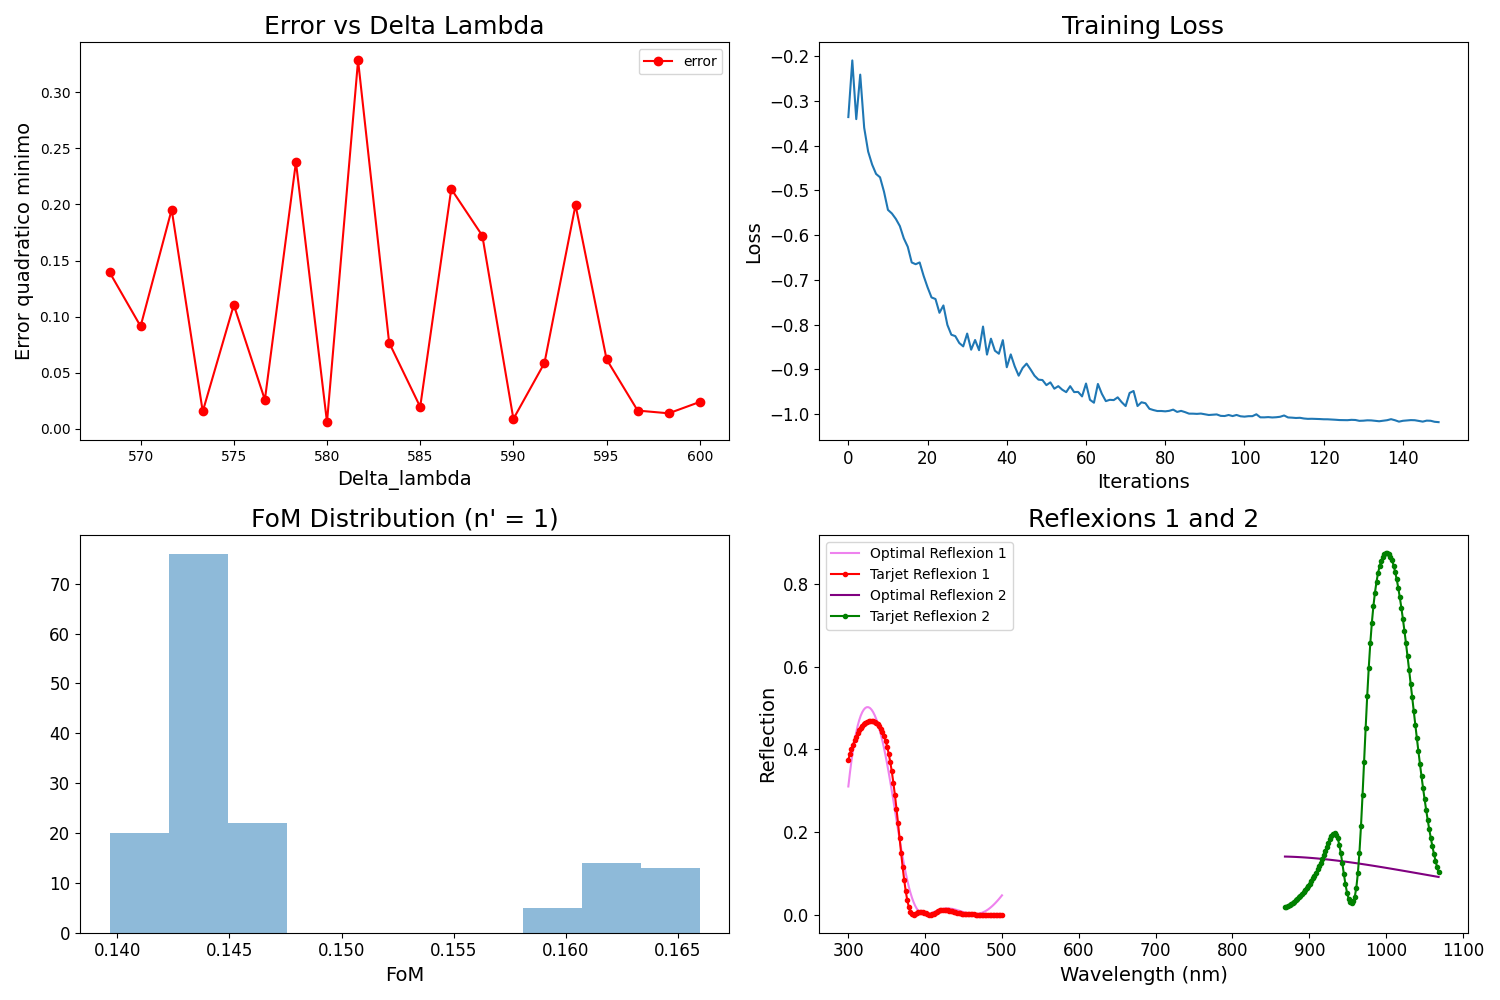 Error vs Delta Lambda
error
0.30
0.25
0.20
0.15
0.10
0.05
0.00
Error quadratico minimo
570 575 580 585 590 595 600
Delta_lambda
Training Loss
−0.2
−0.3
−0.4
−0.5
−0.6
−0.7
−0.8
−0.9
−1.0
Loss
0 20 40 60 80 100 120 140
Iterations
FoM Distribution (n' = 1)
70
60
50
40
30
20
10
0
0.140 0.145 0.150 0.155 0.160 0.165
FoM
Reflexions 1 and 2
Optimal Reflexion 1
Tarjet Reflexion 1
Optimal Reflexion 2
Tarjet Reflexion 2
0.8
0.6
0.4
0.2
0.0
Reflection
300 400 500 600 700 800 900 1000 1100
Wavelength (nm)